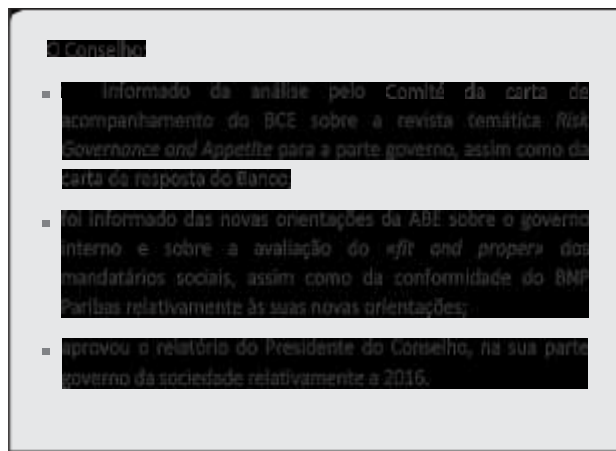 O Conselho:
▪ foi informado da análise pelo Comité da carta de
acompanhamento do BCE sobre a revista temática Risk
Governance and Appetite para a parte governo, assim como da
carta de resposta do Banco;
▪ foi informado das novas orientações da ABE sobre o governo
interno e sobre a avaliação do «fit and proper» dos
mandatários sociais, assim como da conformidade do BNP
Paribas relativamente às suas novas orientações;
▪ aprovou o relatório do Presidente do Conselho, na sua parte
governo da sociedade relativamente a 2016.